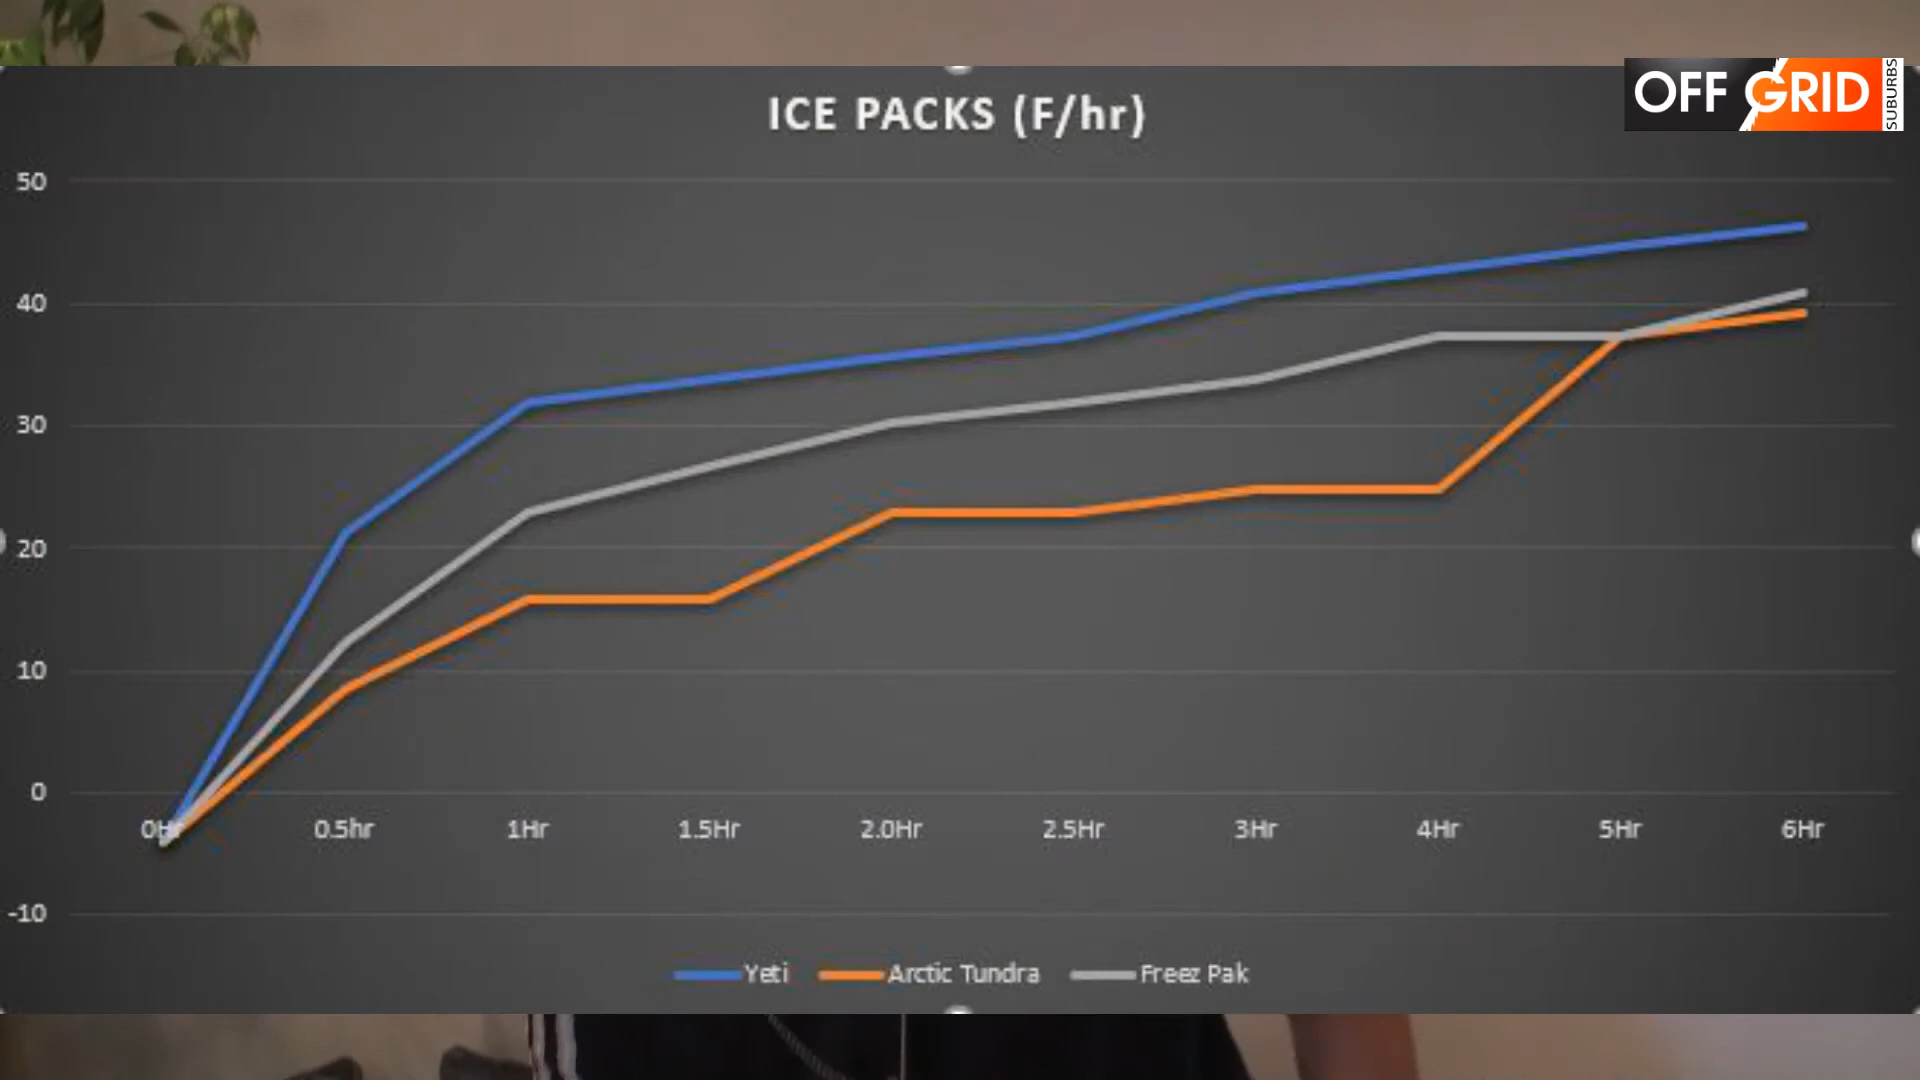 OFF GRID SUBURBS
ICE PACKS (F/hr)
50
40
30
20
10
0
-10
0Hr 0.5hr 1Hr 1.5Hr 2.0Hr 2.5Hr 3Hr 4Hr 5Hr 6Hr
Yeti Arctic Tundra Freez Pak